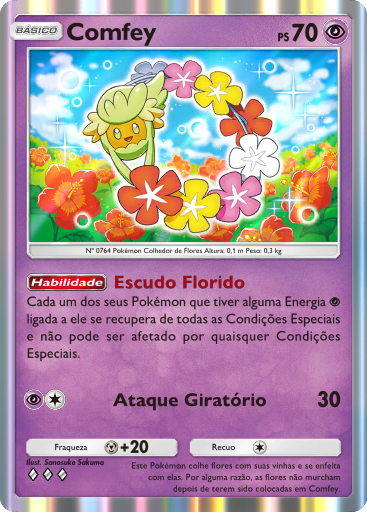 BÁSICO Comfey PS 70
Nº 0764 Pokémon Colhedor de Flores Altura: 0,1 m Peso: 0,3 kg
Habilidade Escudo Florido
Cada um dos seus Pokémon que tiver alguma Energia
ligada a ele se recupera de todas as Condições Especiais
e não pode ser afetado por quaisquer Condições
Especiais.
Ataque Giratório 30
Fraqueza +20 Recuo
Ilust. Sanosuke Sakuma
Este Pokémon colhe flores com suas vinhas e se enfeita
com elas. Por alguma razão, as flores não murcham
depois de terem sido colocadas em Comfey.